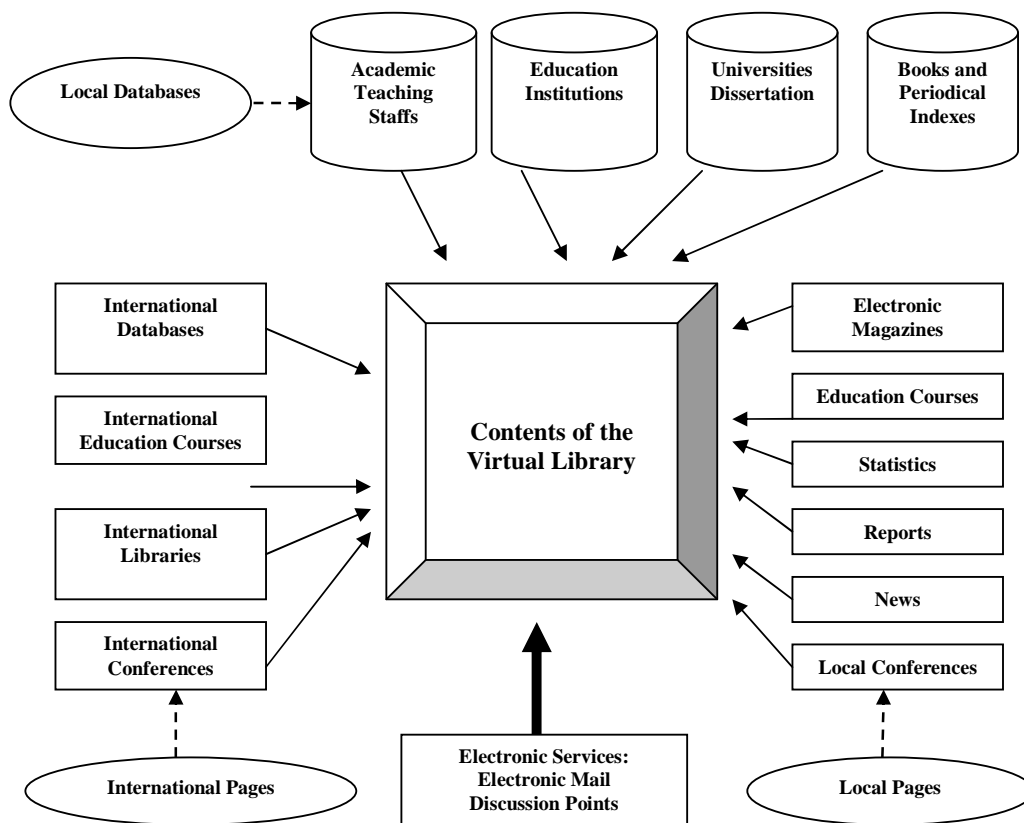 Local Databases
Academic
Teaching
Staffs
Education
Institutions
Universities
Dissertation
Books and
Periodical
Indexes
International
Databases
International
Education Courses
International
Libraries
International
Conferences
Contents of the
Virtual Library
Electronic
Magazines
Education Courses
Statistics
Reports
News
Local Conferences
International Pages
Electronic Services:
Electronic Mail
Discussion Points
Local Pages